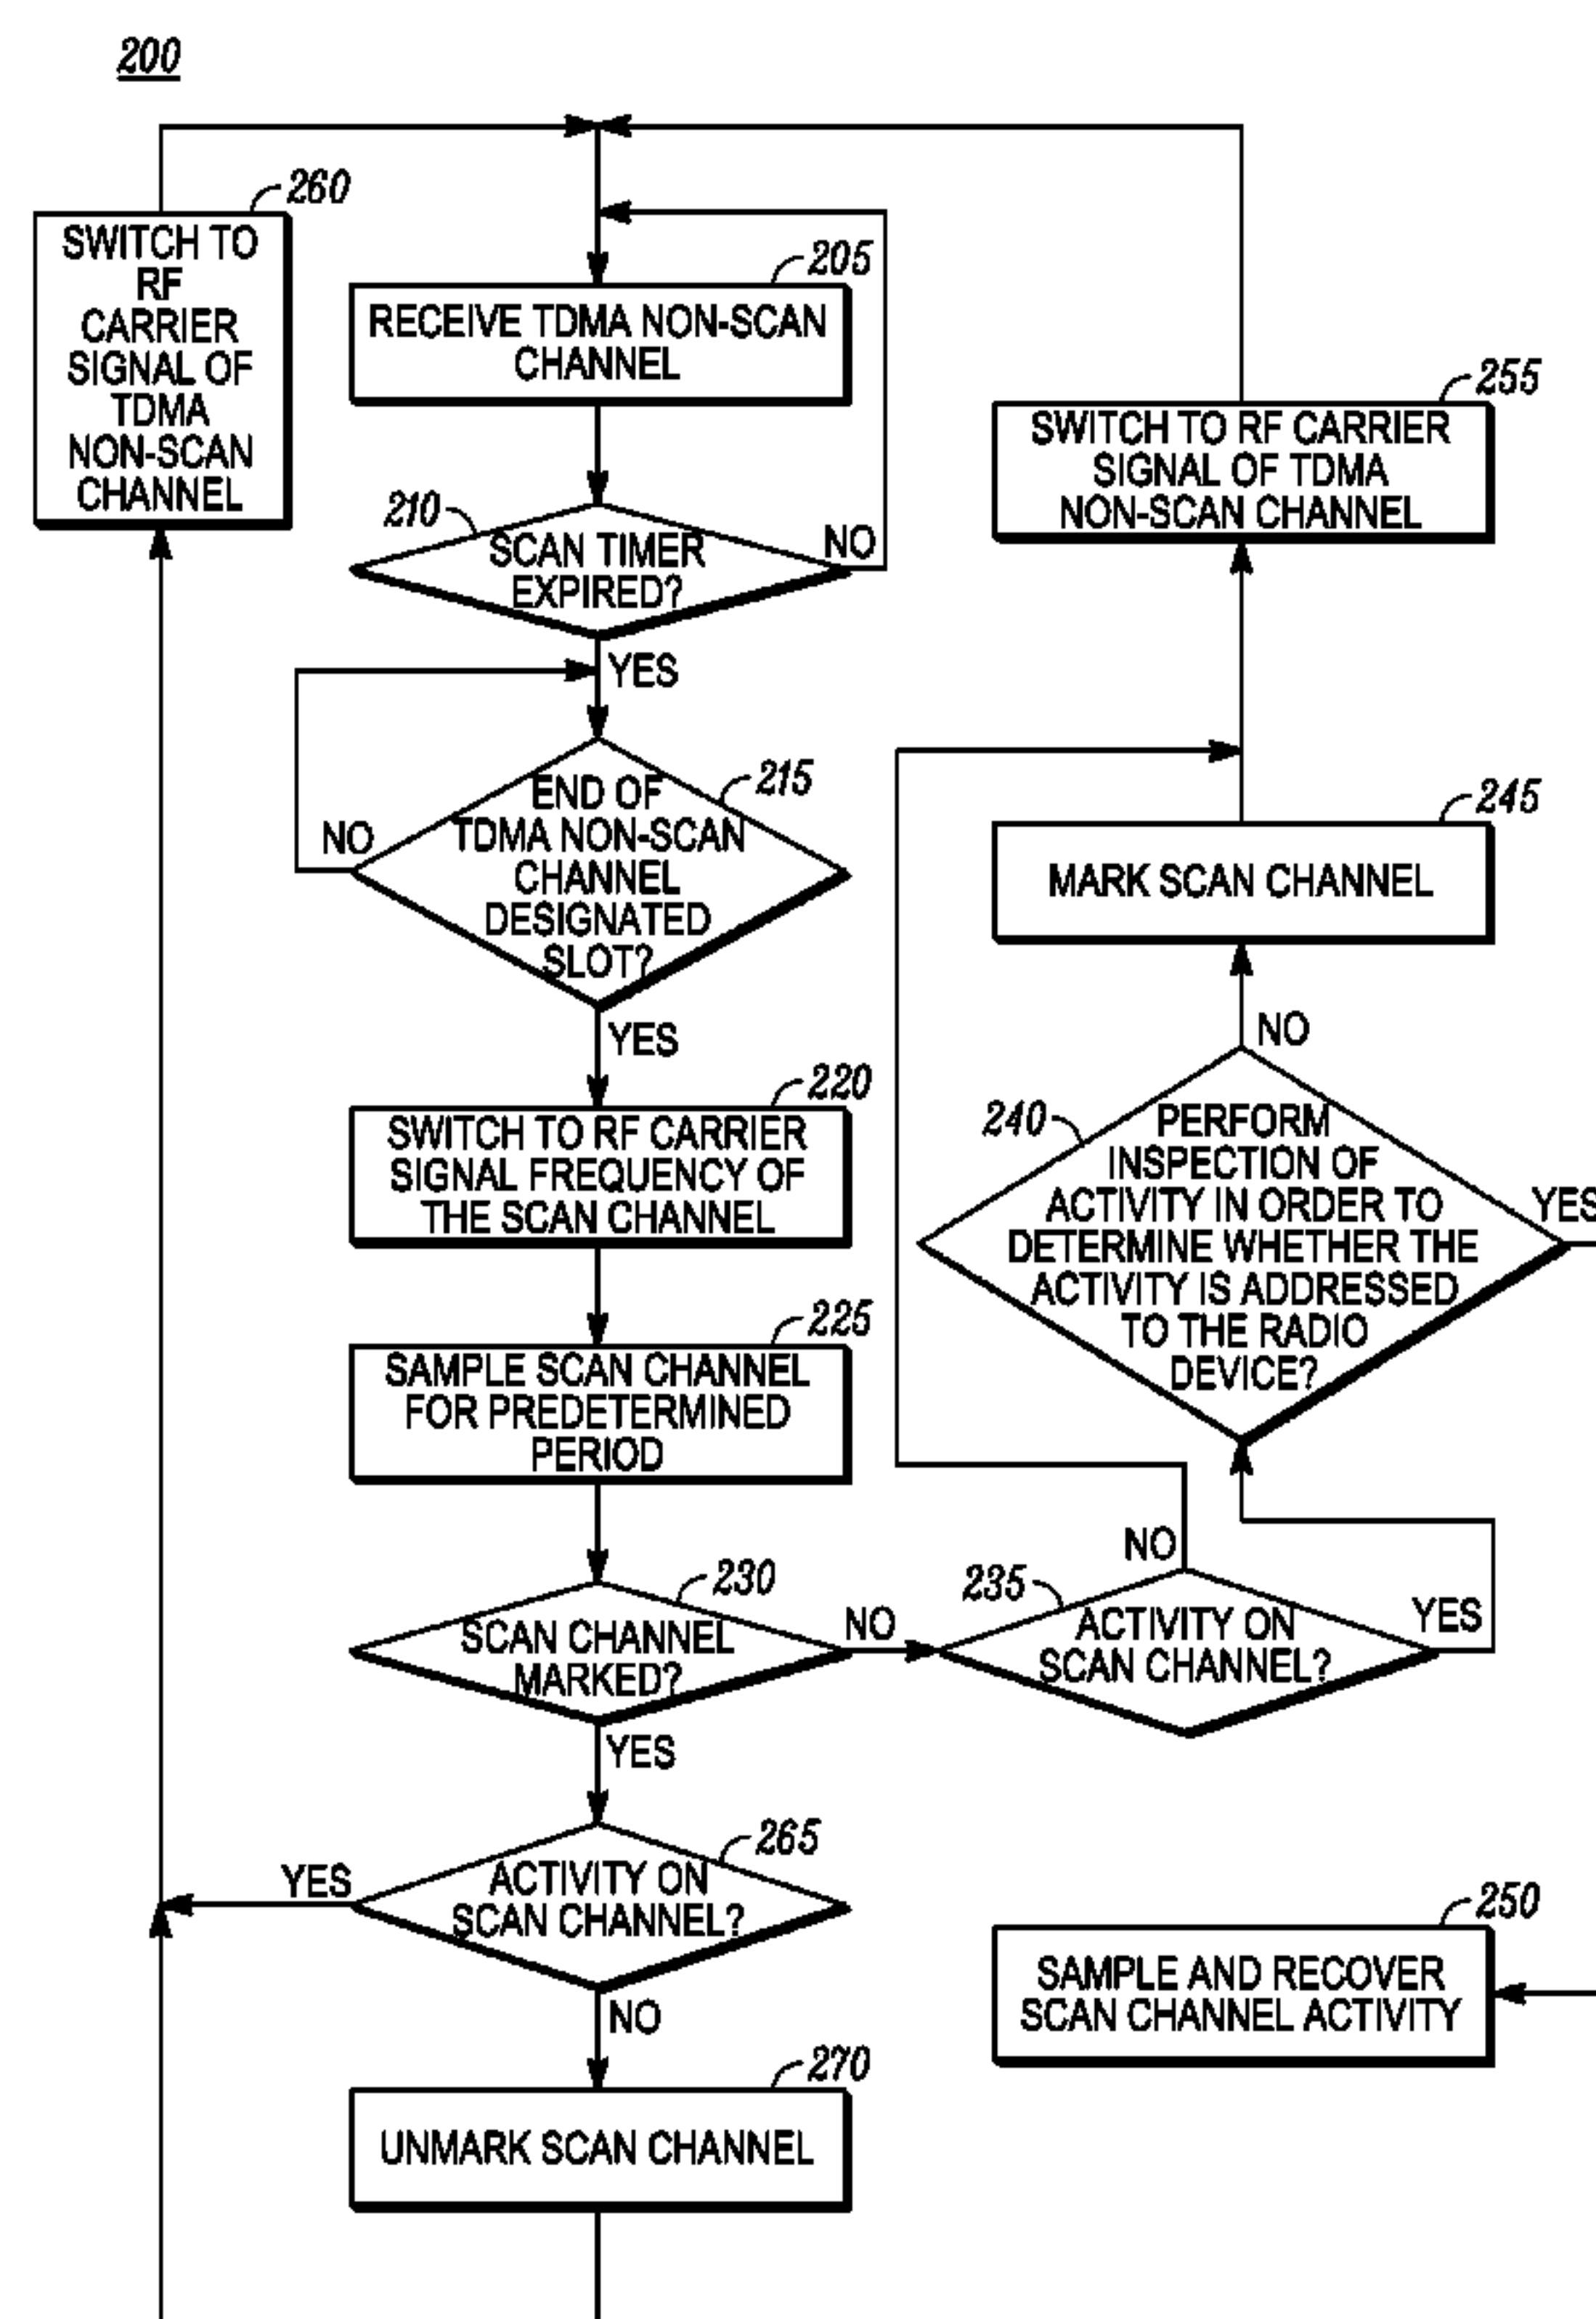 200
260
SWITCH TO
RF
CARRIER
SIGNAL OF
TDMA
NON-SCAN
CHANNEL
205
RECEIVE TDMA NON-SCAN
CHANNEL
210
SCAN TIMER
EXPIRED?
NO
YES
215
END OF
TDMA NON-SCAN
CHANNEL
DESIGNATED
SLOT?
NO
YES
220
SWITCH TO RF CARRIER
SIGNAL FREQUENCY OF
THE SCAN CHANNEL
225
SAMPLE SCAN CHANNEL
FOR PREDETERMINED
PERIOD
230
SCAN CHANNEL
MARKED?
NO
YES
235
ACTIVITY ON
SCAN CHANNEL?
NO
YES
240
PERFORM
INSPECTION OF
ACTIVITY IN ORDER TO
DETERMINE WHETHER THE
ACTIVITY IS ADDRESSED
TO THE RADIO
DEVICE?
NO
YES
245
MARK SCAN CHANNEL
255
SWITCH TO RF CARRIER
SIGNAL OF TDMA
NON-SCAN CHANNEL
265
ACTIVITY ON
SCAN CHANNEL?
YES
NO
250
SAMPLE AND RECOVER
SCAN CHANNEL ACTIVITY
270
UNMARK SCAN CHANNEL